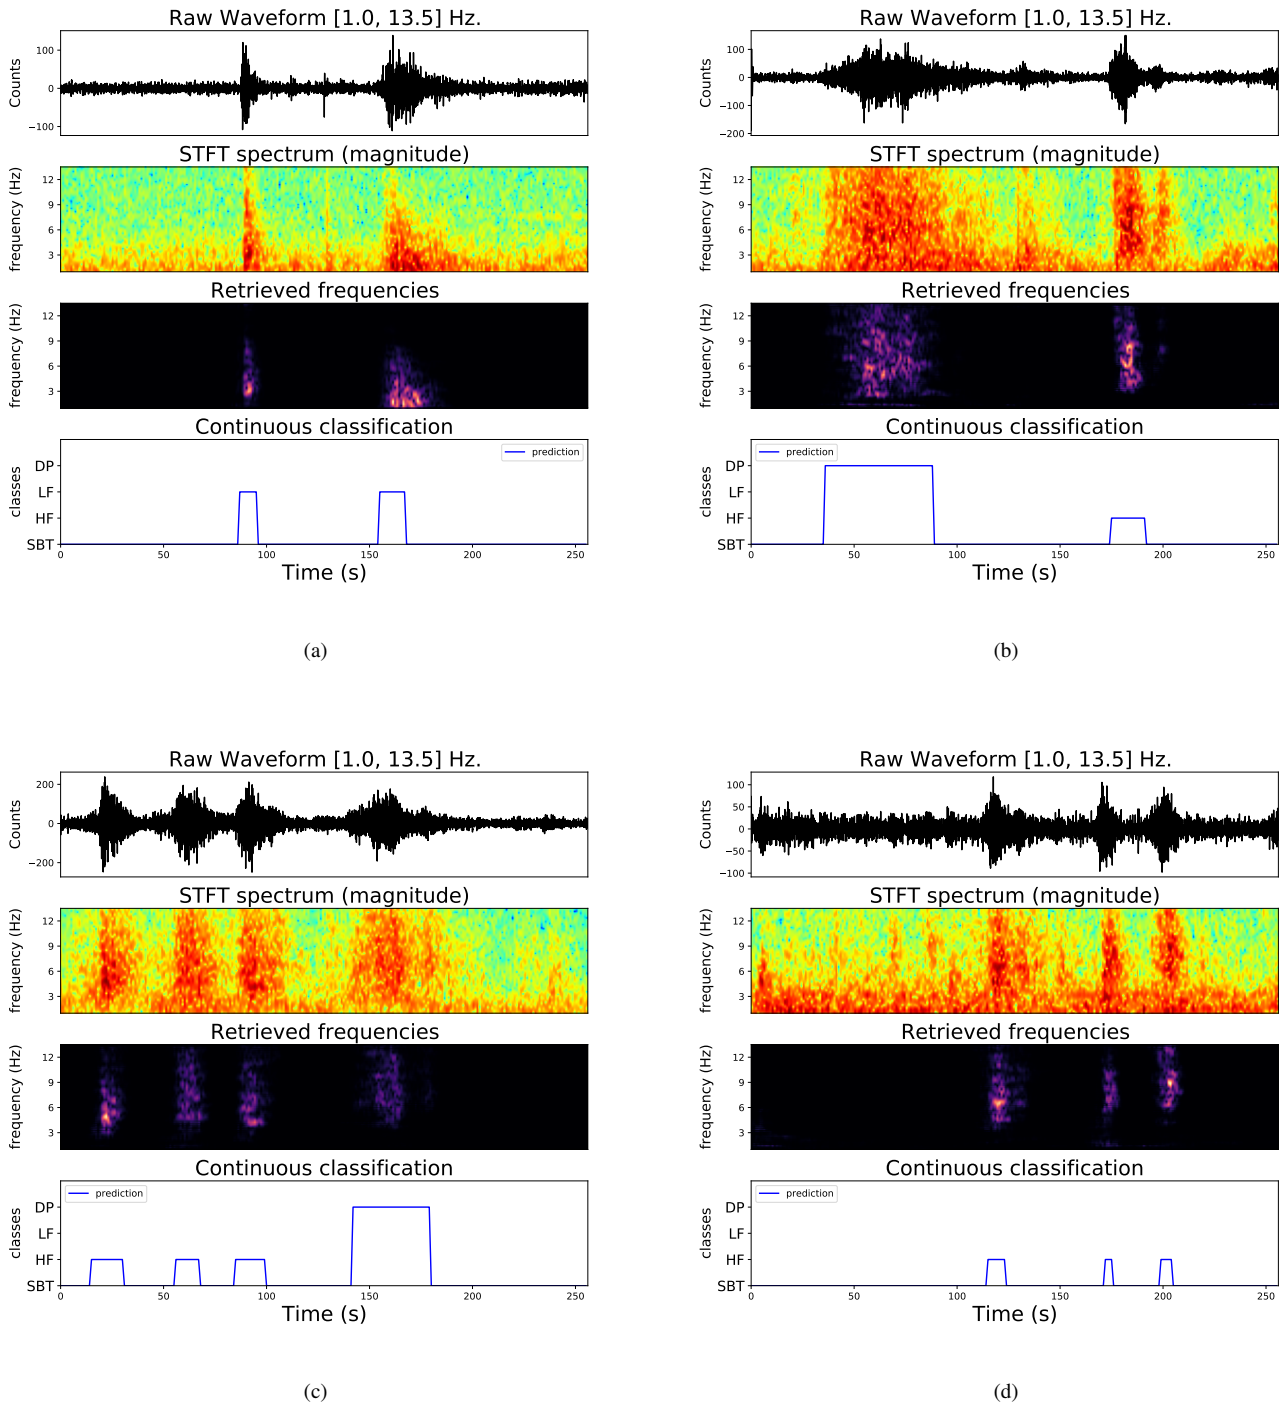 Raw Waveform [1.0, 13.5] Hz.
Counts
100
0
−100
STFT spectrum (magnitude)
frequency (Hz)
12
9
6
3
Retrieved frequencies
frequency (Hz)
12
9
6
3
Continuous classification
classes
DP
LF
HF
SBT
prediction
0 50 100 150 200 250
Time (s)
(a)
Raw Waveform [1.0, 13.5] Hz.
Counts
100
0
−100
−200
STFT spectrum (magnitude)
frequency (Hz)
12
9
6
3
Retrieved frequencies
frequency (Hz)
12
9
6
3
Continuous classification
classes
DP
LF
HF
SBT
prediction
0 50 100 150 200 250
Time (s)
(b)
Raw Waveform [1.0, 13.5] Hz.
Counts
200
0
−200
STFT spectrum (magnitude)
frequency (Hz)
12
9
6
3
Retrieved frequencies
frequency (Hz)
12
9
6
3
Continuous classification
classes
DP
LF
HF
SBT
prediction
0 50 100 150 200 250
Time (s)
(c)
Raw Waveform [1.0, 13.5] Hz.
Counts
100
50
0
−50
−100
STFT spectrum (magnitude)
frequency (Hz)
12
9
6
3
Retrieved frequencies
frequency (Hz)
12
9
6
3
Continuous classification
classes
DP
LF
HF
SBT
prediction
0 50 100 150 200 250
Time (s)
(d)